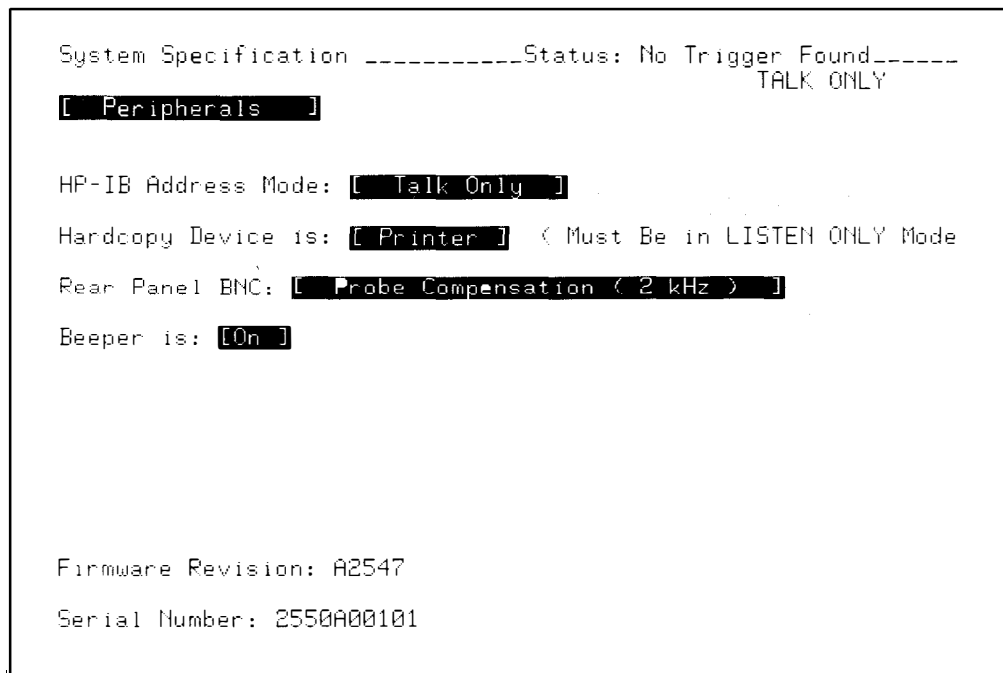 System Specification ___________Status: No Trigger Found______
TALK ONLY
[ Peripherals ]
HP-IB Address Mode: [ Talk Only ]
Hardcopy Device is: [ Printer ] ( Must Be in LISTEN ONLY Mode
Rear Panel BNC: [ Probe Compensation ( 2 kHz ) ]
Beeper is: [On ]
Firmware Revision: A2547
Serial Number: 2550A00101